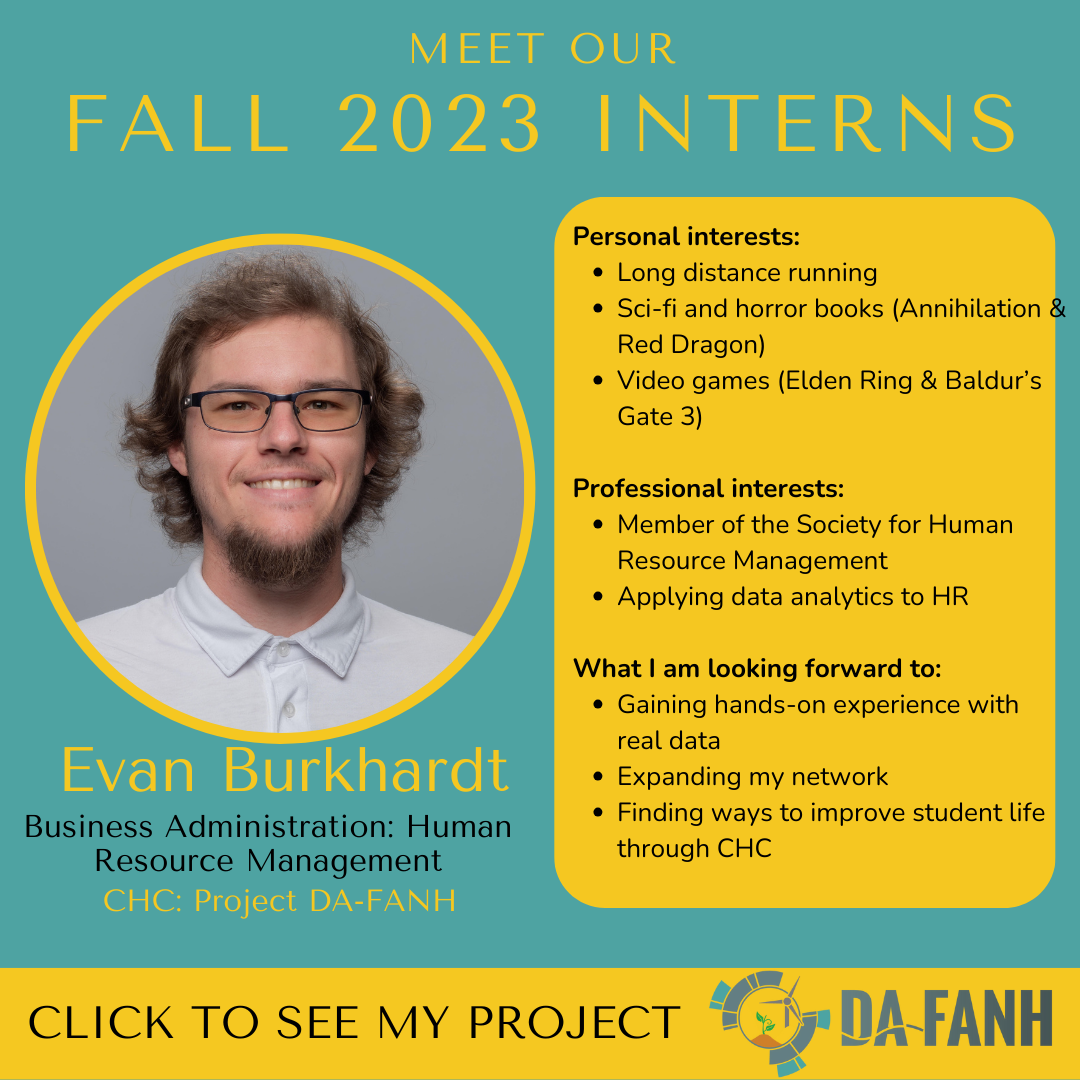 MEET OUR
FALL 2023 INTERNS
Personal interests:
• Long distance running
• Sci-fi and horror books (Annihilation &
Red Dragon)
• Video games (Elden Ring & Baldur’s
Gate 3)
Professional interests:
• Member of the Society for Human
Resource Management
• Applying data analytics to HR
What I am looking forward to:
• Gaining hands-on experience with
real data
• Expanding my network
• Finding ways to improve student life
through CHC
Evan Burkhardt
Business Administration: Human
Resource Management
CHC: Project DA-FANH
CLICK TO SEE MY PROJECT
DA-FANH